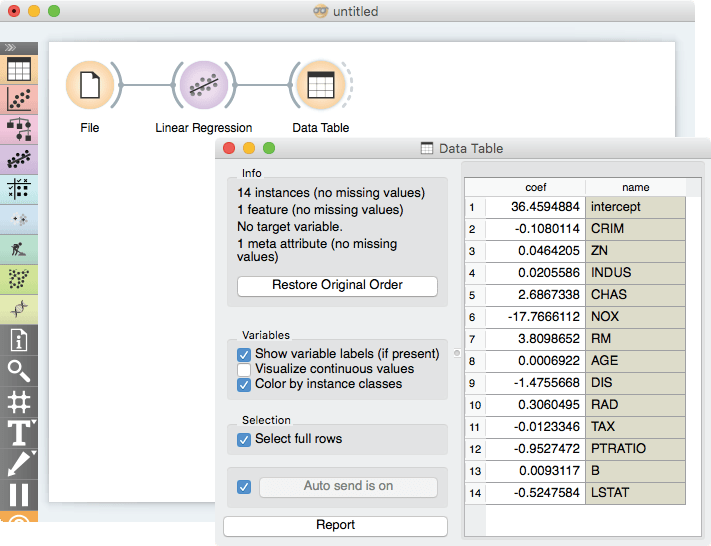 untitled
File
Linear Regression
Data Table
Data Table
Info
14 instances (no missing values)
1 feature (no missing values)
No target variable.
1 meta attribute (no missing
values)
Restore Original Order
Variables
Show variable labels (if present)
Visualize continuous values
Color by instance classes
Selection
Select full rows
Auto send is on
Report
coef name
1 36.4594884 intercept
2 -0.1080114 CRIM
3 0.0464205 ZN
4 0.0205586 INDUS
5 2.6867338 CHAS
6 -17.7666112 NOX
7 3.8098652 RM
8 0.0006922 AGE
9 -1.4755668 DIS
10 0.3060495 RAD
11 -0.0123346 TAX
12 -0.9527472 PTRATIO
13 0.0093117 B
14 -0.5247584 LSTAT
T